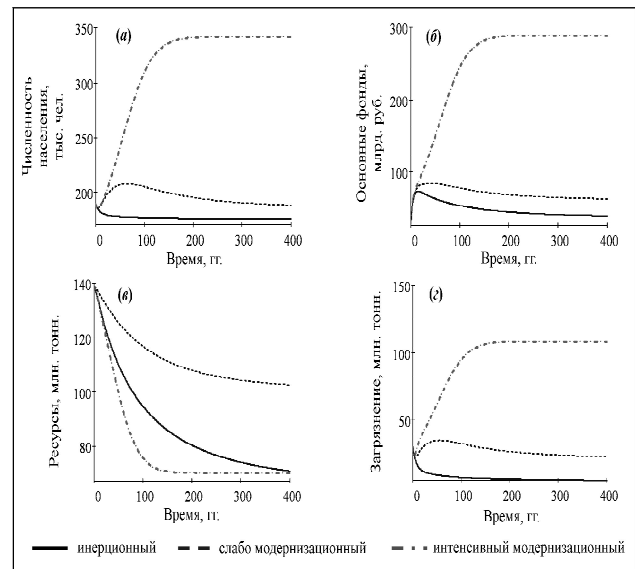 (а)
350
300
200
0
100
200
300
400
Численность
населения,
тыс. чел.
Время, гг.
(б)
300
200
100
0
100
200
300
400
Основные фонды,
млрд. руб.
Время, гг.
(в)
140
120
100
80
0
100
200
300
400
Ресурсы, млн. тонн.
Время, гг.
(г)
150
100
50
0
100
200
300
400
Загрязнение, млн. тонн.
Время, гг.
инерционный слабо модернизационный интенсивный модернизационный